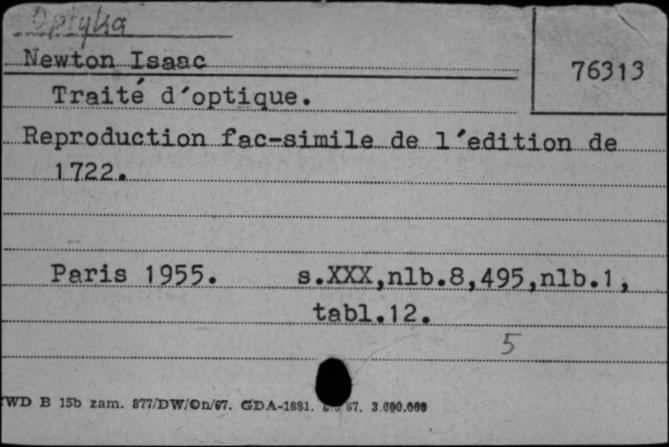 Optyka
Newton Isaac
76313
Traité d'optique.
Reproduction fac-simile de l'edition de
1722.
Paris 1955. s.XXX,nlb.8,495,nlb.1,
tabl.12.
5
WD B 15b zam. 877/DW/On/67. GDA-1881. 67. 3.000.000